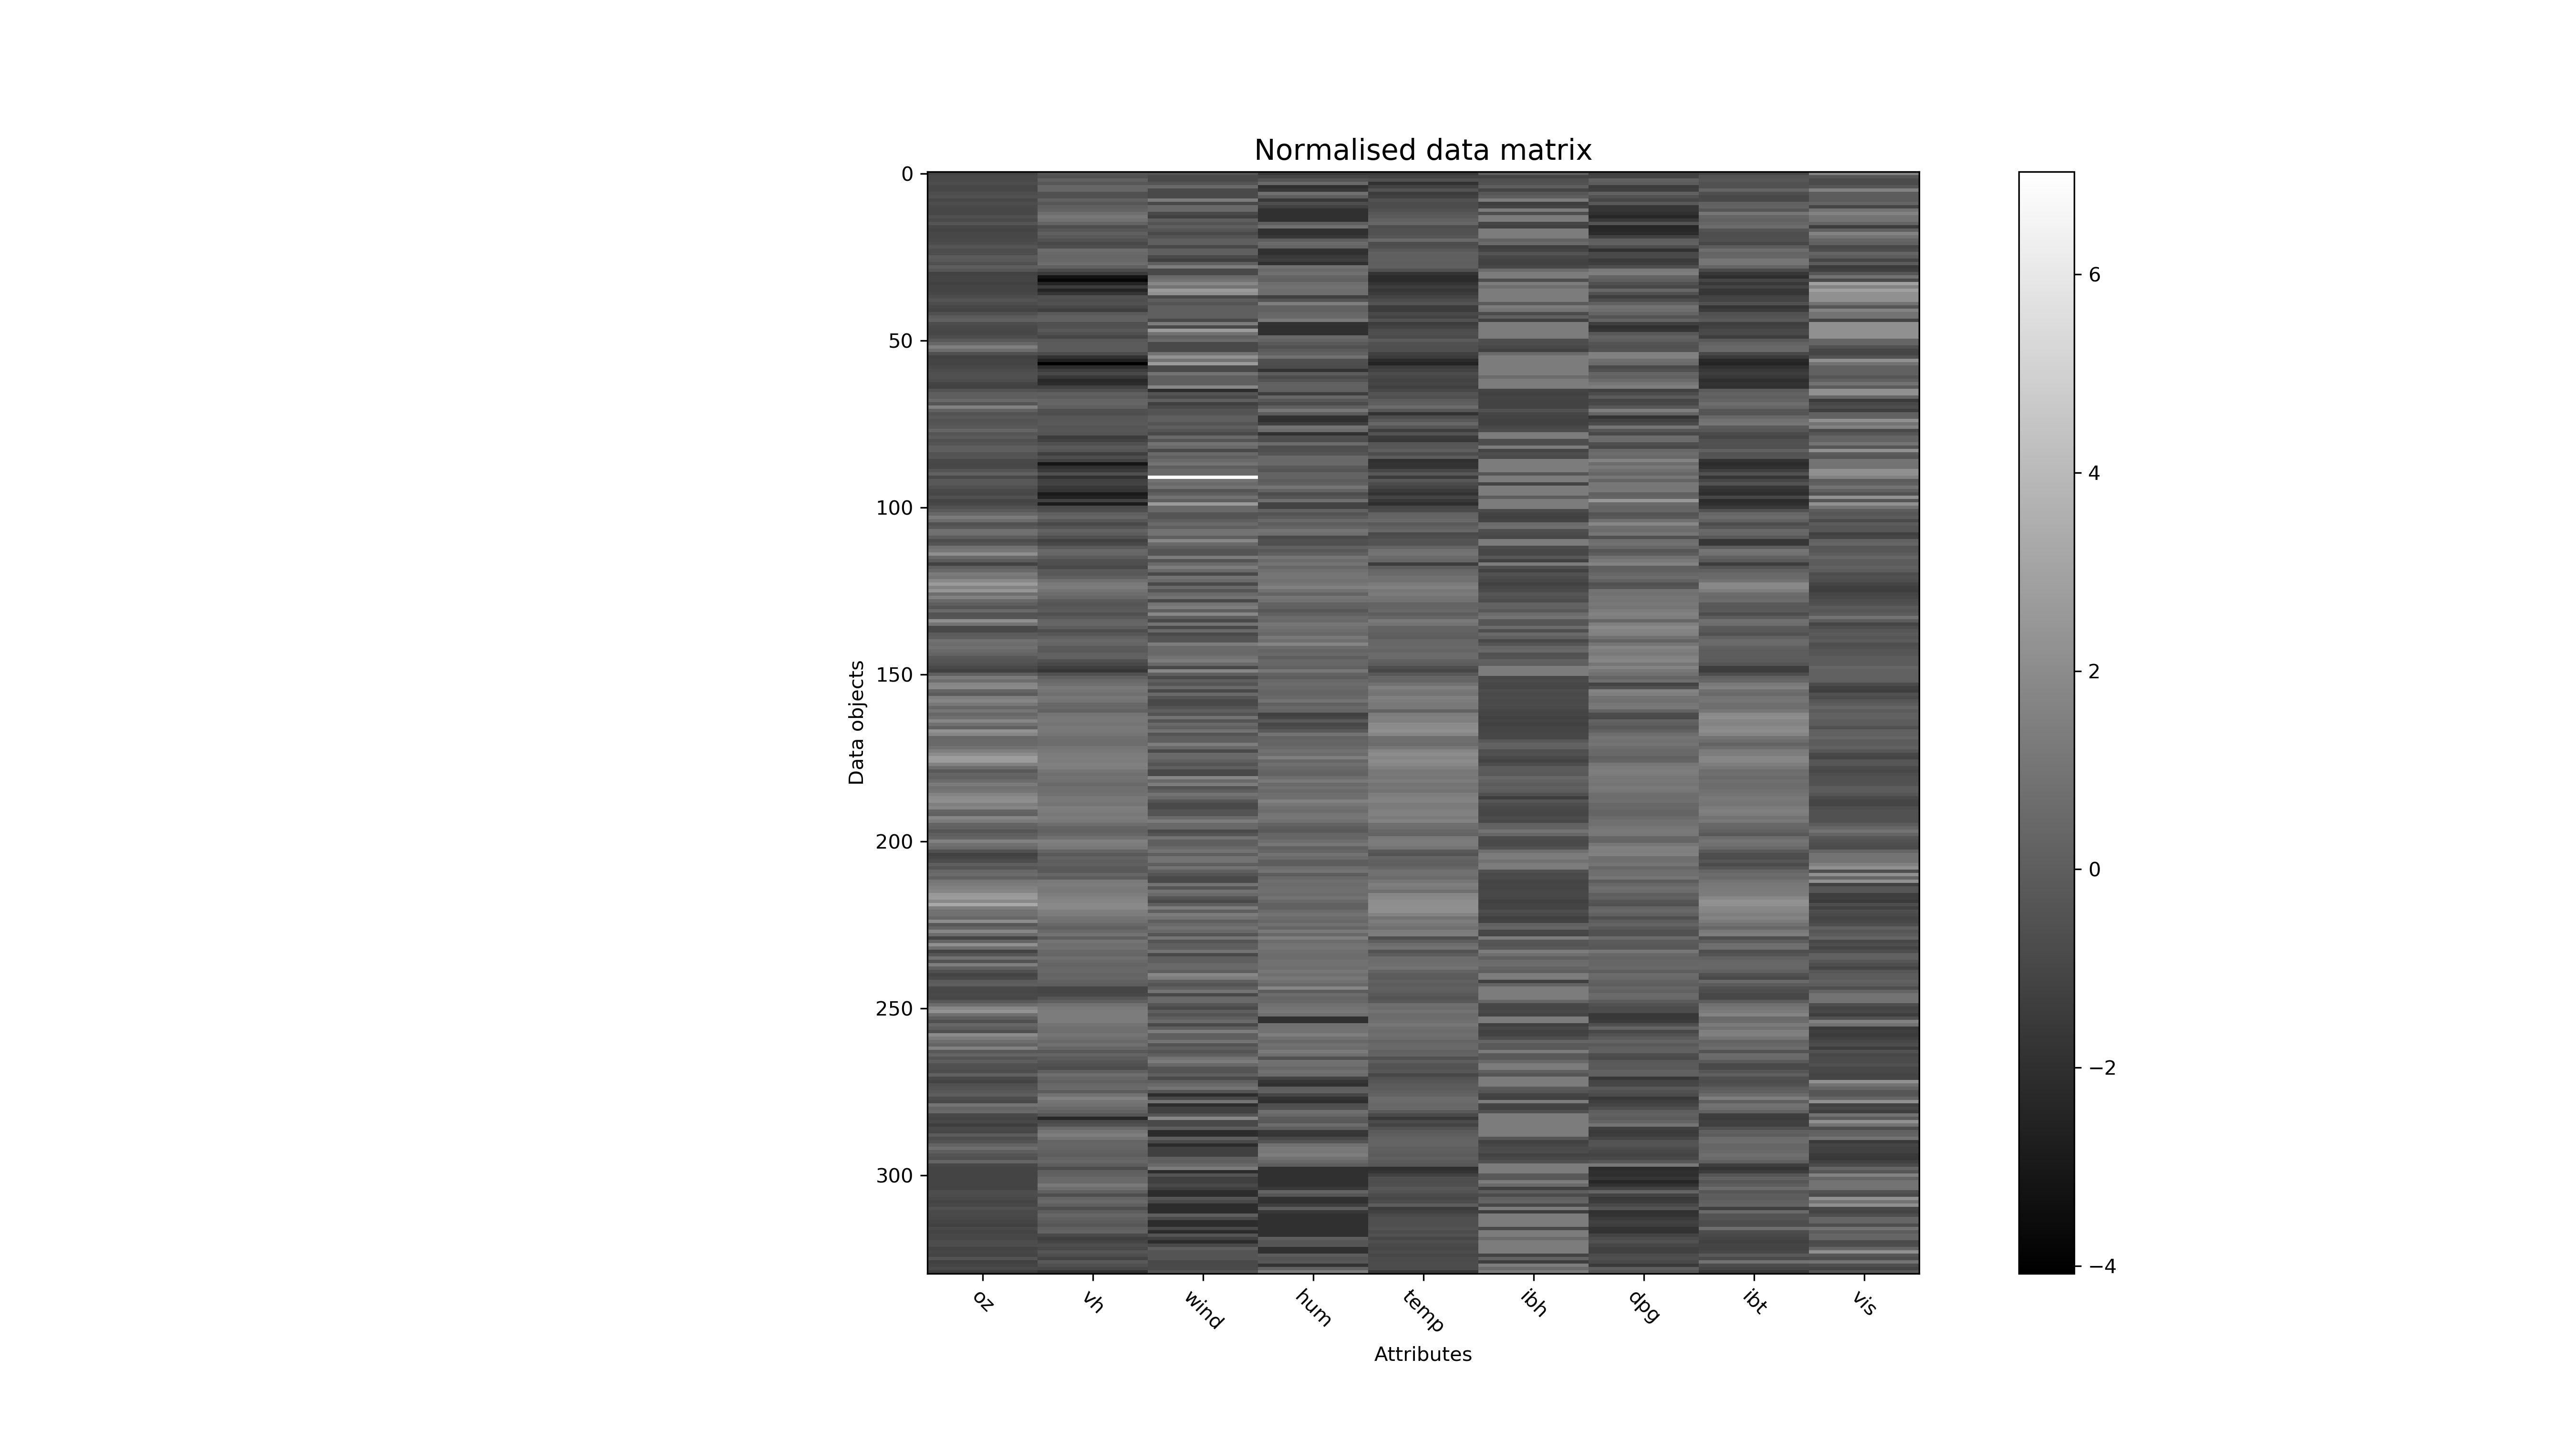 Normalised data matrix
0
50
100
150
200
250
300
Data objects
oz
vh
wind
hum
temp
ibh
dpg
ibt
vis
Attributes
6
4
2
0
−2
−4